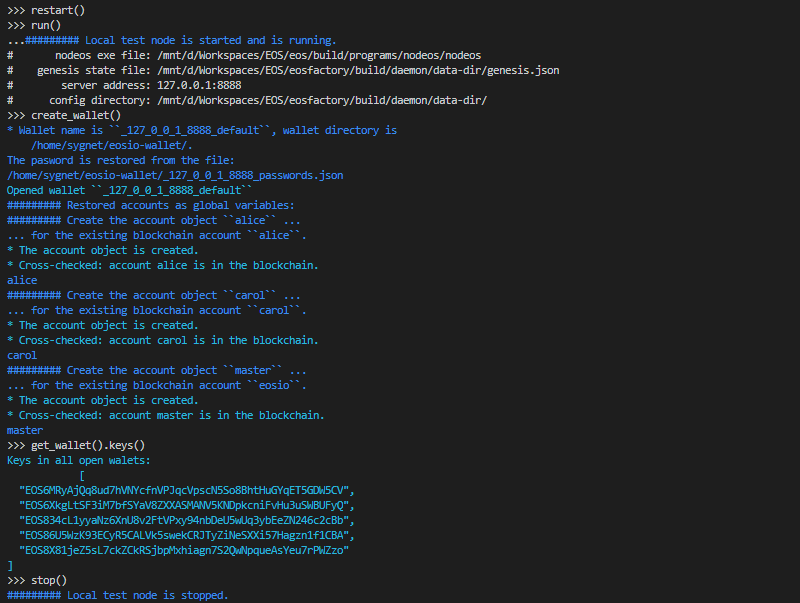 >>> restart()
>>> run()
...######### Local test node is started and is running.
# nodeos exe file: /mnt/d/Workspaces/EOS/eos/build/programs/nodeos/nodeos
# genesis state file: /mnt/d/Workspaces/EOS/eosfactory/build/daemon/data-dir/genesis.json
# server address: 127.0.0.1:8888
# config directory: /mnt/d/Workspaces/EOS/eosfactory/build/daemon/data-dir/
>>> create_wallet()
* Wallet name is ``_127_0_0_1_8888_default``, wallet directory is
/home/sygnet/eosio-wallet/.
The pasword is restored from the file:
/home/sygnet/eosio-wallet/_127_0_0_1_8888_passwords.json
Opened wallet ``_127_0_0_1_8888_default``
######### Restored accounts as global variables:
######### Create the account object ``alice`` ...
... for the existing blockchain account ``alice``.
* The account object is created.
* Cross-checked: account alice is in the blockchain.
alice
######### Create the account object ``carol`` ...
... for the existing blockchain account ``carol``.
* The account object is created.
* Cross-checked: account carol is in the blockchain.
carol
######### Create the account object ``master`` ...
... for the existing blockchain account ``eosio``.
* The account object is created.
* Cross-checked: account master is in the blockchain.
master
>>> get_wallet().keys()
Keys in all open walets:
[
"EOS6MRyAjQq8ud7hVNYcfnVPJqcVpscN5So8BhtHuGYqET5GDW5CV",
"EOS6XkgLtSF3iM7bfSYaV8ZXXASMANV5KNDpkcniFvHu3uSWBUFyQ",
"EOS834cL1yyaNz6XnU8v2FtVPxy94nbDeU5wUq3ybEeZN246c2cBb",
"EOS86U5WzK93ECyR5CALVk5swekCRJTyZiNeSXXi57Hagzn1f1CBA",
"EOS8X81jeZ5sL7ckZCkRSjbpMxhiagn7S2QwNpqueAsYeu7rPWZzo"
]
>>> stop()
######### Local test node is stopped.